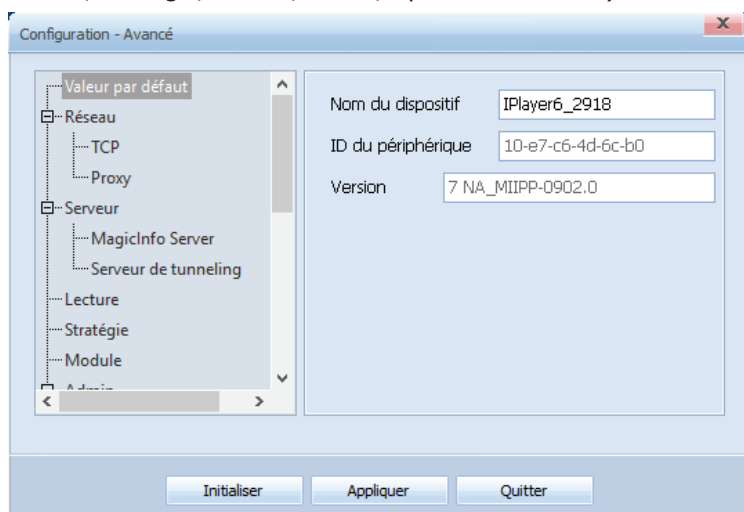 Configuration - Avancé
x
Valeur par défaut
Réseau
TCP
Proxy
Serveur
MagicInfo Server
Serveur de tunneling
Lecture
Stratégie
Module
Nom du dispositif IPlayer6_2918
ID du périphérique 10-e7-c6-4d-6c-b0
Version 7 NA_MIIPP-0902.0
Initialiser Appliquer Quitter